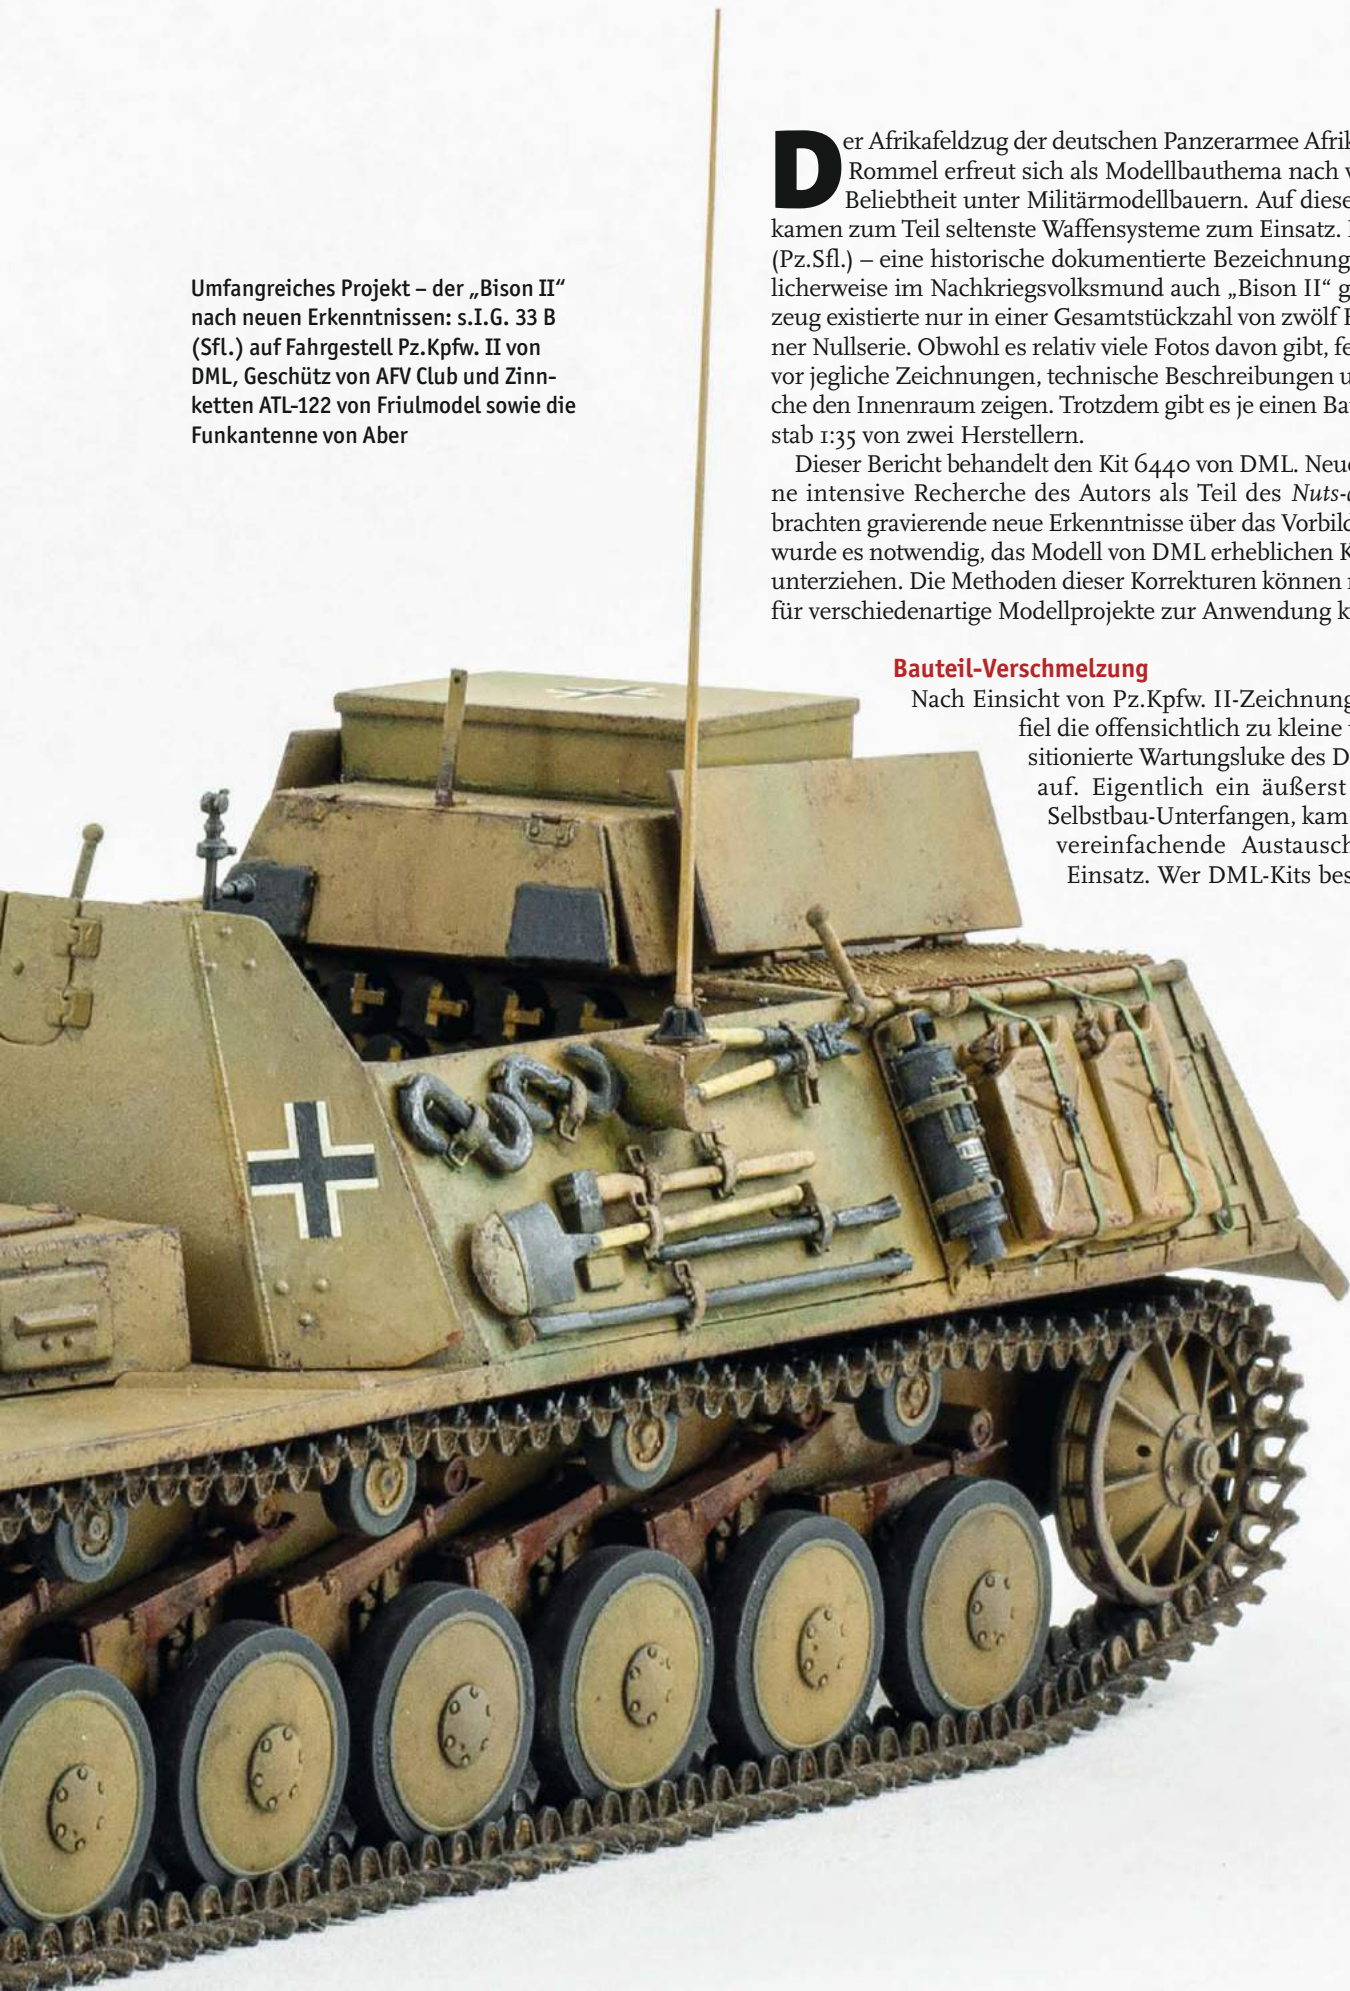 Umfangreiches Projekt – der „Bison II“
nach neuen Erkenntnissen: s.I.G. 33 B
(Sfl.) auf Fahrgestell Pz.Kpfw. II von
DML, Geschütz von AFV Club und Zinn-
ketten ATL-122 von Friulmodel sowie die
Funkantenne von Aber
Der Afrikafeldzug der deutschen Panzerarmee
Rommel erfreut sich als Modellbauthema nach
Beliebtheit unter Militärmodellbauern. Auf
kamen zum Teil seltenste Waffensysteme zum Einsatz.
(Pz.Sfl.) – eine historische dokumentierte Bezeichnung
licherweise im Nachkriegsvolksmund auch „Bison II“
zeug existierte nur in einer Gesamtstückzahl von zwölf
ner Nullserie. Obwohl es relativ viele Fotos davon gibt,
vor jegliche Zeichnungen, technische Beschreibungen
che den Innenraum zeigen. Trotzdem gibt es je einen
stab 1:35 von zwei Herstellern.
Dieser Bericht behandelt den Kit 6440 von DML.
ne intensive Recherche des Autors als Teil des
brachten gravierende neue Erkenntnisse über das Vorbild
wurde es notwendig, das Modell von DML erheblichen
unterziehen. Die Methoden dieser Korrekturen können
für verschiedenartige Modellprojekte zur Anwendung
Bauteil-Verschmelzung
Nach Einsicht von Pz.Kpfw.
fiel die offensichtlich zu kleine
sitionierte Wartungsluke des
auf. Eigentlich ein äußerst
Selbstbau-Unterfangen, kam
vereinfachende
Einsatz. Wer DML-Kits